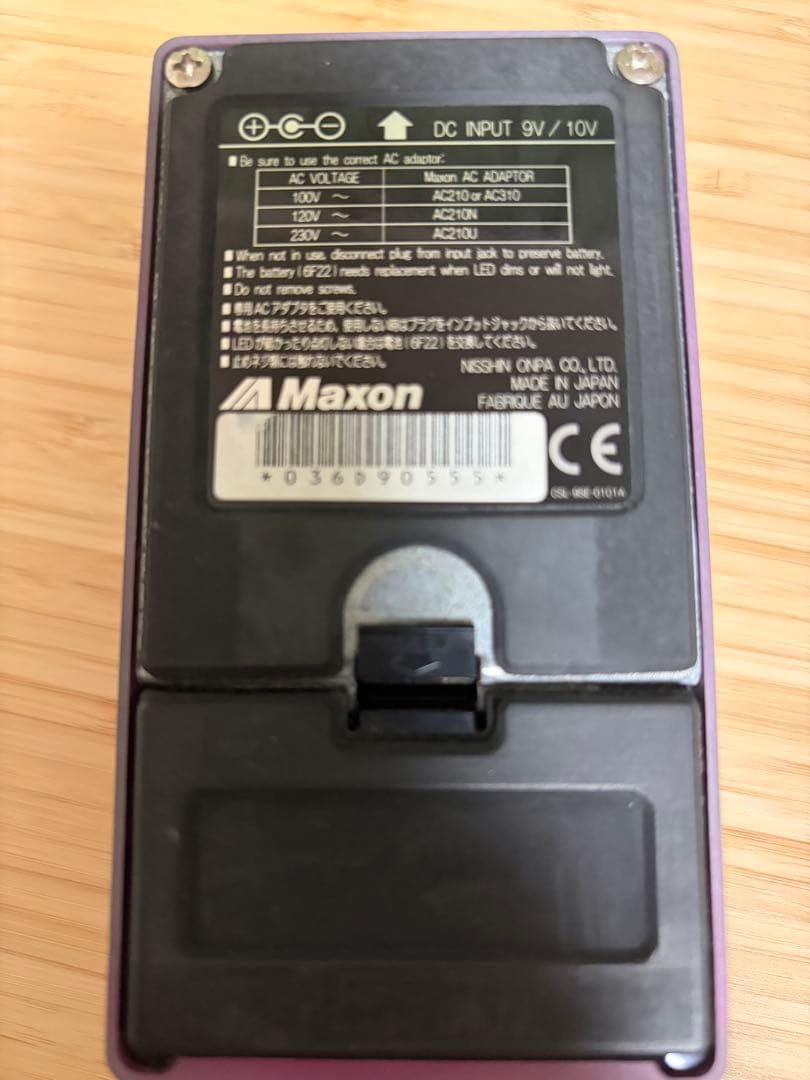 DC INPUT 9V / 10V
■ Be sure to use the correct AC adaptor:
AC VOLTAGE Maxon AC ADAPTOR
100V ～ AC210 or AC310
120V ～ AC210N
230V ～ AC210U
■ When not in use, disconnect plug from input jack to preserve battery.
■ The battery (6F22) needs replacement when LED dims or will not light.
■ Do not remove screws.
■ 専用ACアダプタをご使用ください。
■ 電池を長持ちさせるため、使用しない時はプラグをインプットジャックから抜いてください。
■ LEDが暗かったり点灯しない場合は電池(6F22)を交換してください。
■ 止めネジ類には触れないでください。
NISSHIN ONPA CO., LTD.
MADE IN JAPAN
Maxon FABRIQUE AU JAPON
*036D90555*
CE
CSL-9SE-0101A